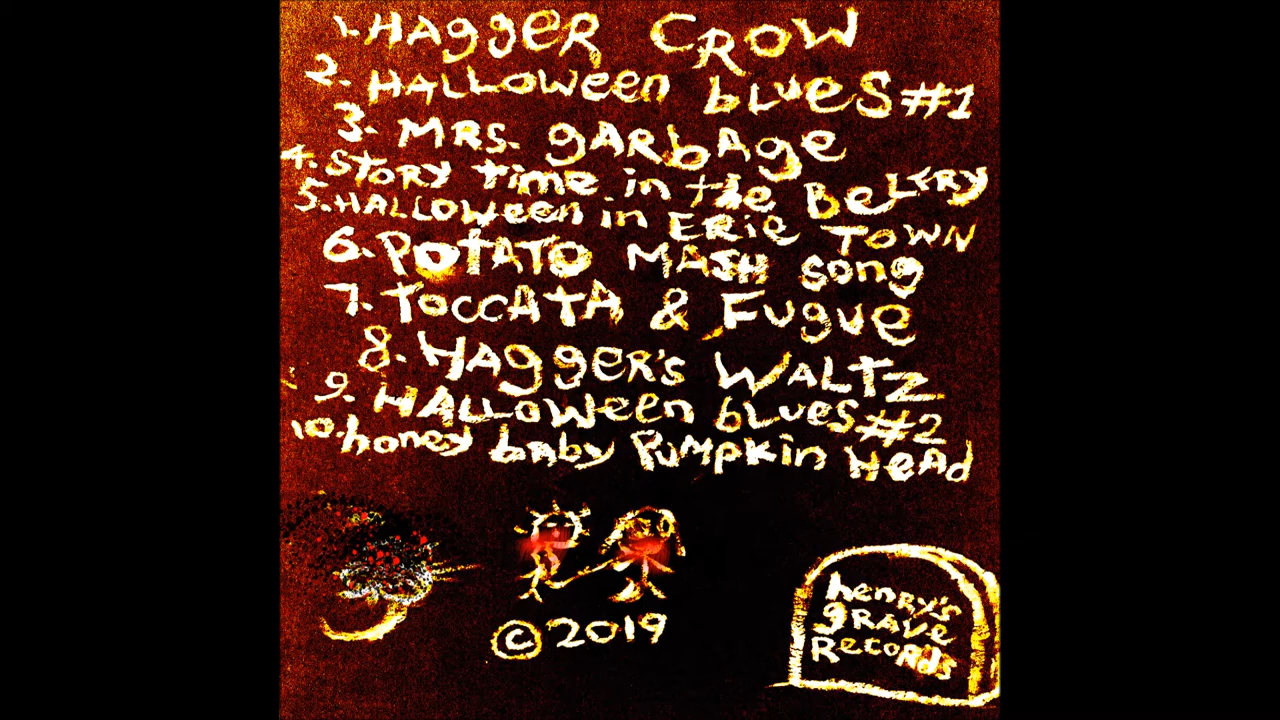 1. HAggeR CROW
2. HALLOWeen bLueS #1
3. MRS. gARbAge
4. STORY time in the BeLfRY
5. HALLOWeen in ERie TOWN
6. POtATO MASH song
7. TOCCATA & Fugue
8. HAggeR'S WALTZ
9. HALLOWeen bLueS #2
10. honey baby PuMpKin HeAd
© 2019
henRy's
gRAVe
RecoRds